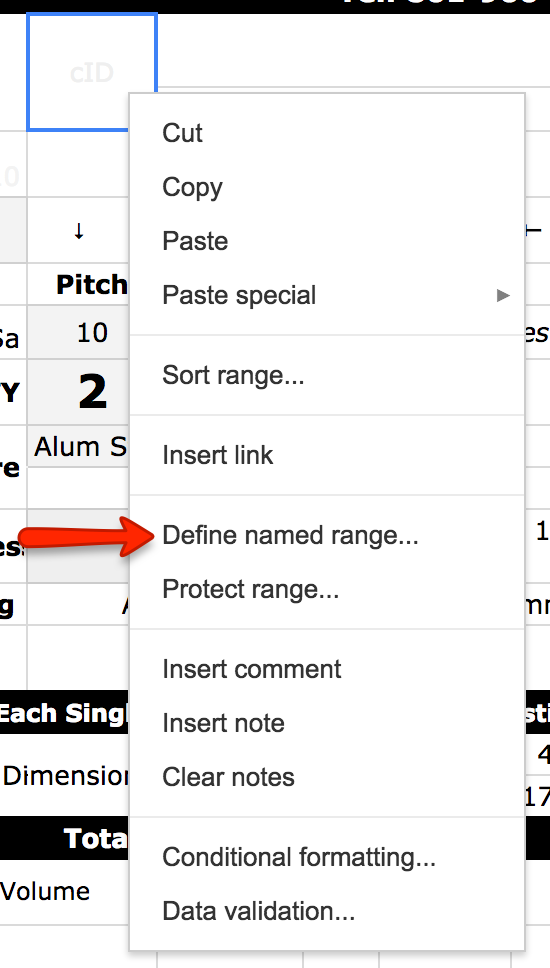 cID
Cut
Copy
Paste
Paste special
Sort range...
Insert link
Define named range...
Protect range...
Insert comment
Insert note
Clear notes
Conditional formatting...
Data validation...
↓
Pitch
10
2
Alum S
Each Singl
Dimension
Tota
Volume